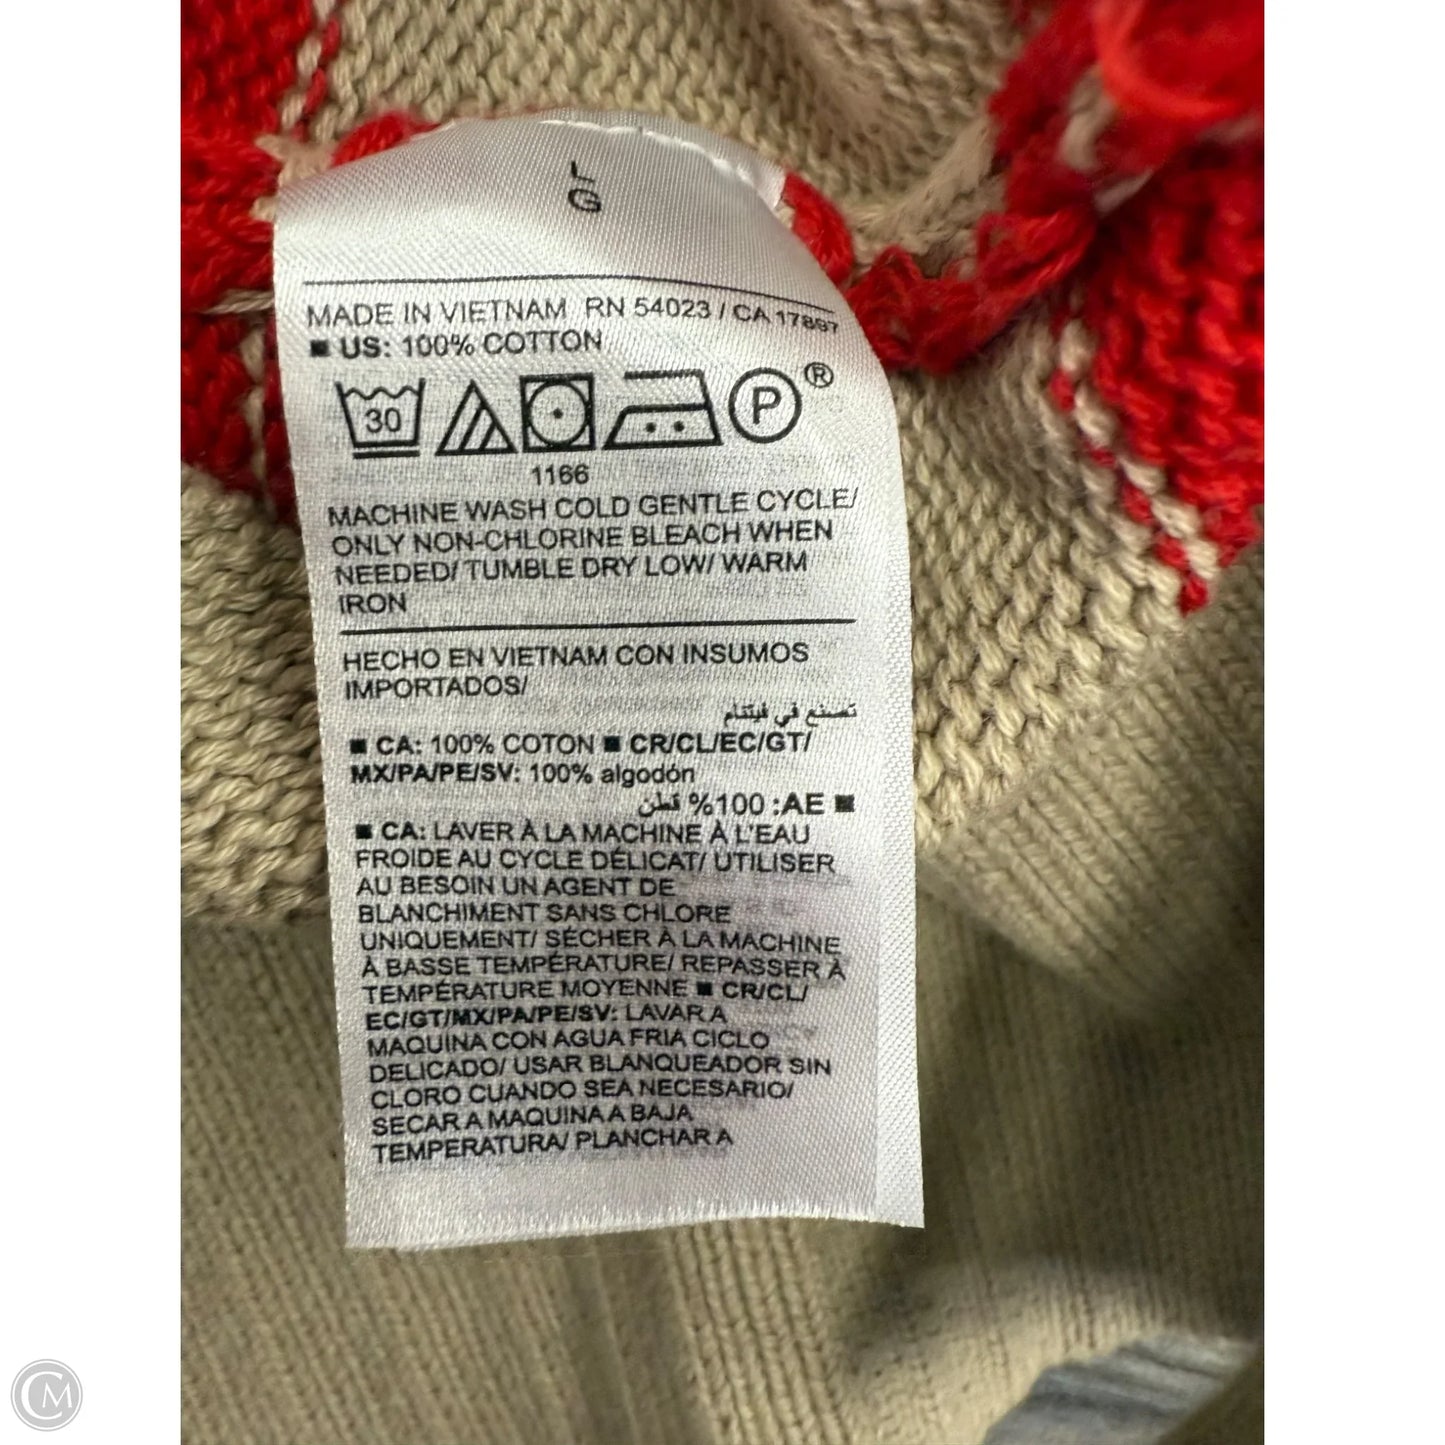 L
G
MADE IN VIETNAM RN 54023 / CA 17897
■ US: 100% COTTON
30 P ®
1166
MACHINE WASH COLD GENTLE CYCLE/
ONLY NON-CHLORINE BLEACH WHEN
NEEDED/ TUMBLE DRY LOW/ WARM
IRON
HECHO EN VIETNAM CON INSUMOS
IMPORTADOS/
تصنع في فيتنام
■ CA: 100% COTON ■ CR/CL/EC/GT/
MX/PA/PE/SV: 100% algodón
■ AE: 100% قطن
■ CA: LAVER À LA MACHINE À L'EAU
FROIDE AU CYCLE DÉLICAT/ UTILISER
AU BESOIN UN AGENT DE
BLANCHIMENT SANS CHLORE
UNIQUEMENT/ SÉCHER À LA MACHINE
À BASSE TEMPÉRATURE/ REPASSER À
TEMPÉRATURE MOYENNE ■ CR/CL/
EC/GT/MX/PA/PE/SV: LAVAR A
MAQUINA CON AGUA FRIA CICLO
DELICADO/ USAR BLANQUEADOR SIN
CLORO CUANDO SEA NECESARIO/
SECAR A MAQUINA A BAJA
TEMPERATURA/ PLANCHAR A
CM